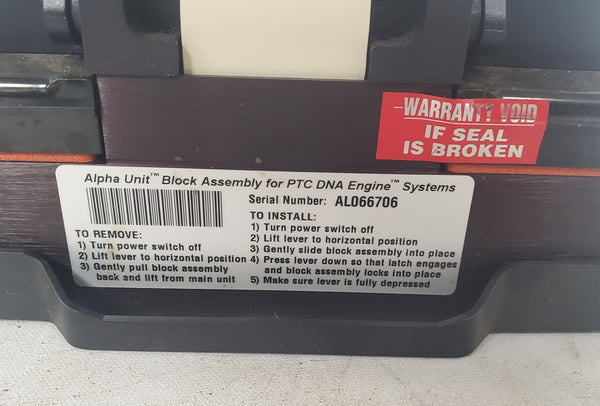 WARRANTY VOID
IF SEAL
IS BROKEN
Alpha Unit™ Block Assembly for PTC DNA Engine™ Systems
Serial Number: AL066706
TO REMOVE:
1) Turn power switch off
2) Lift lever to horizontal position
3) Gently pull block assembly
back and lift from main unit
TO INSTALL:
1) Turn power switch off
2) Lift lever to horizontal position
3) Gently slide block assembly into place
4) Press lever down so that latch engages
and block assembly locks into place
5) Make sure lever is fully depressed